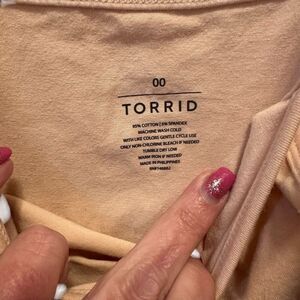 00
TORRID
95% COTTON | 5% SPANDEX
MACHINE WASH COLD
WITH LIKE COLORS GENTLE CYCLE USE
ONLY NON-CHLORINE BLEACH IF NEEDED
TUMBLE DRY LOW
WARM IRON IF NEEDED
MADE IN PHILIPPINES